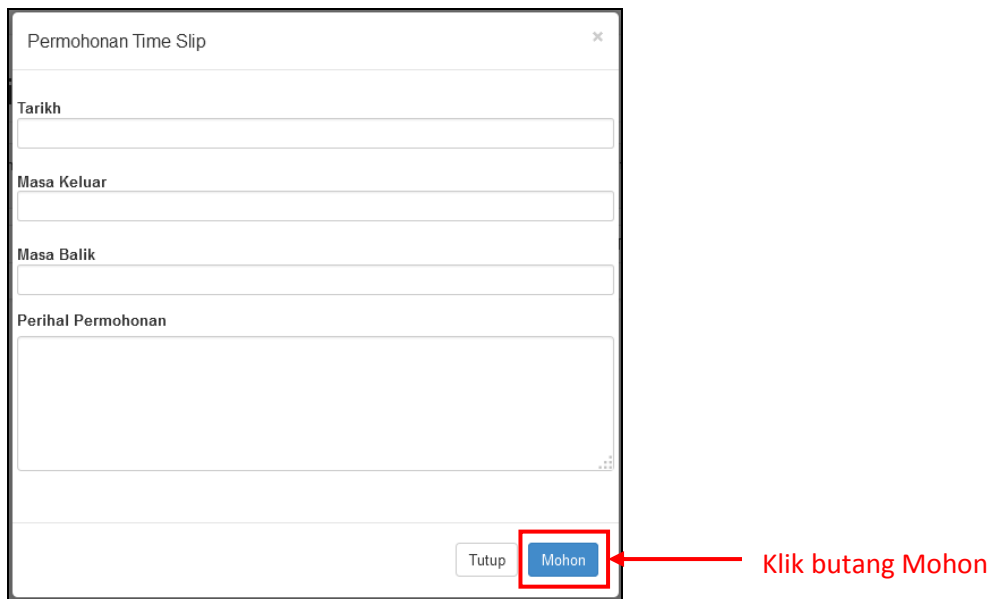 Permohonan Time Slip ×
Tarikh
Masa Keluar
Masa Balik
Perihal Permohonan
Tutup Mohon Klik butang Mohon